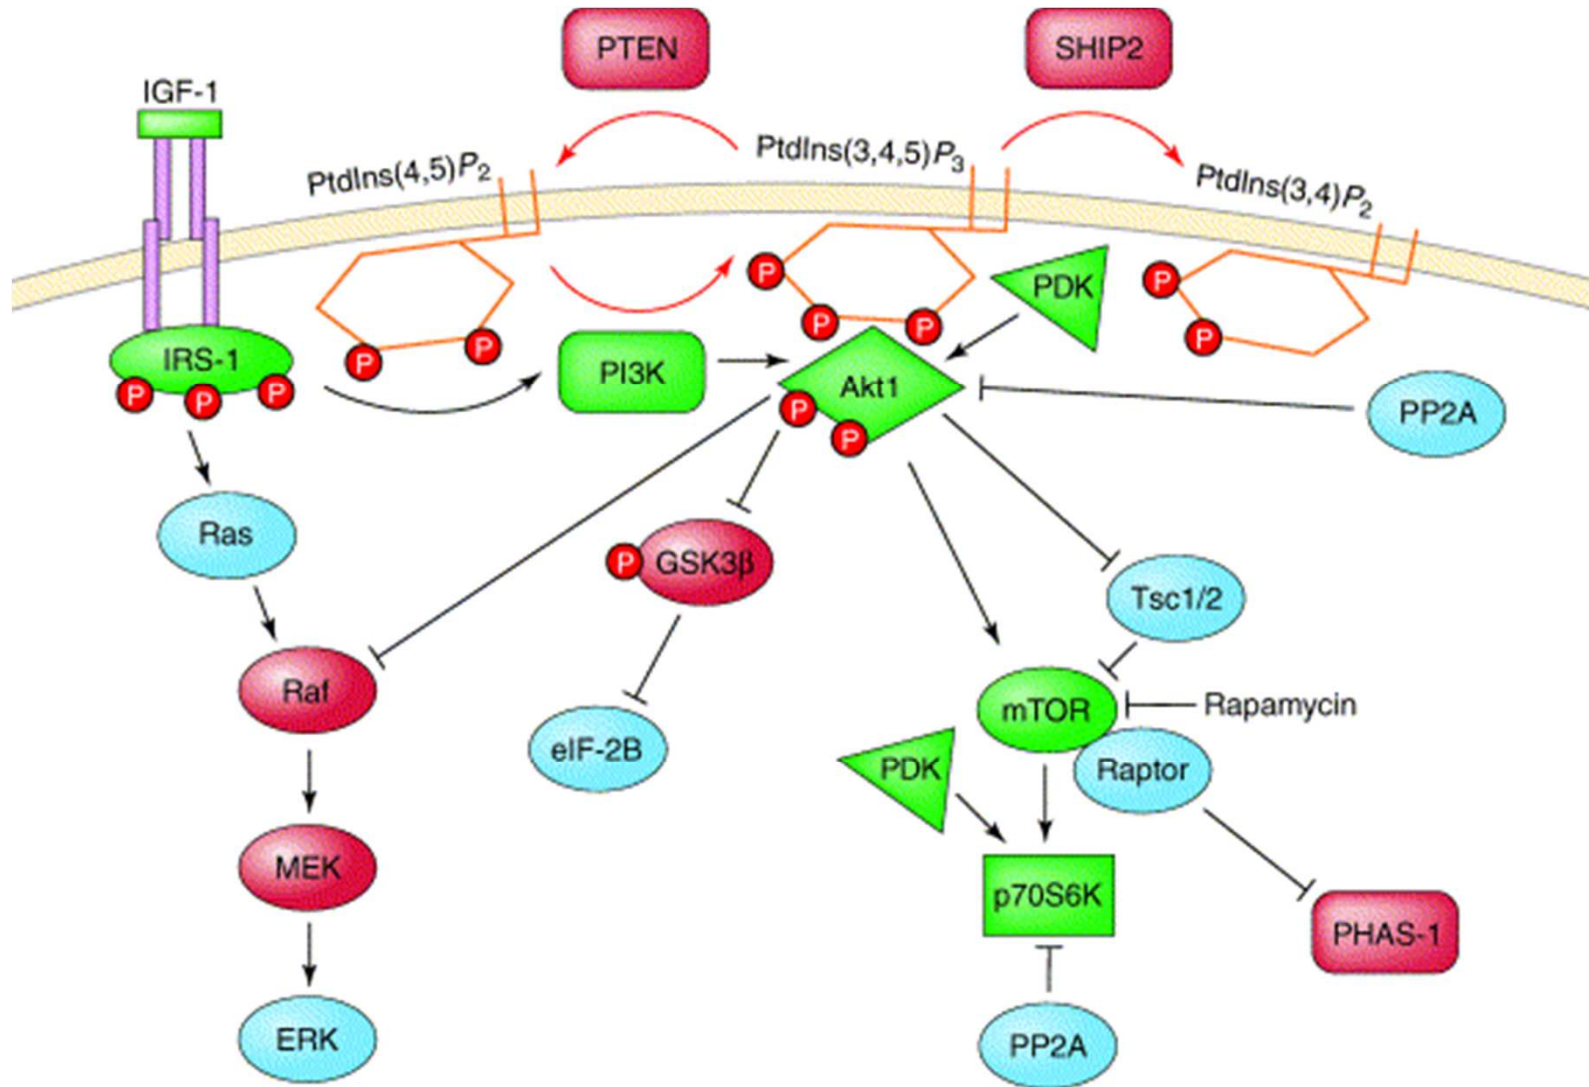 PTEN
SHIP2
IGF-1
PtdIns(4,5)P2
PtdIns(3,4,5)P3
PtdIns(3,4)P2
P
P
P
P
P
P
P
PDK
IRS-1
P
P
P
PI3K
Akt1
P
P
PP2A
Ras
P
GSK3β
Tsc1/2
Raf
mTOR
Rapamycin
eIF-2B
PDK
Raptor
MEK
p70S6K
PHAS-1
ERK
PP2A